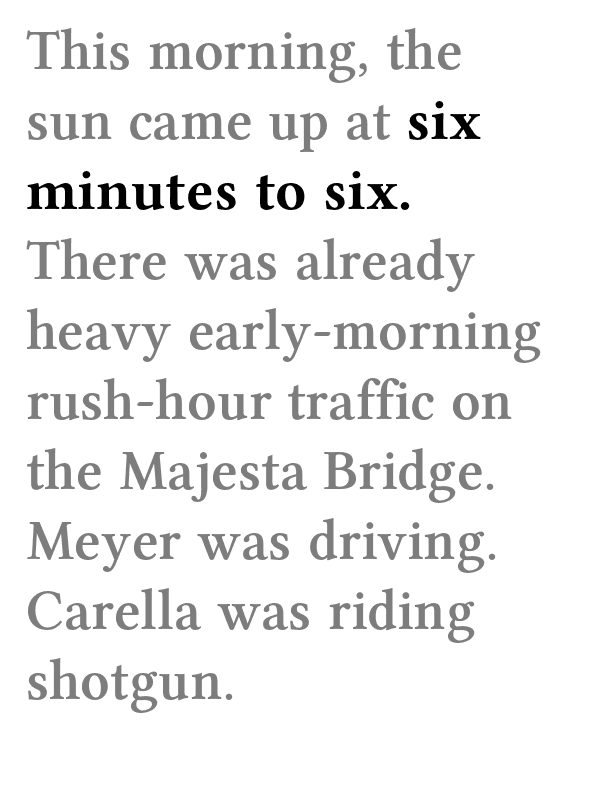 This morning, the
sun came up at six
minutes to six.
There was already
heavy early-morning
rush-hour traffic on
the Majesta Bridge.
Meyer was driving.
Carella was riding
shotgun.